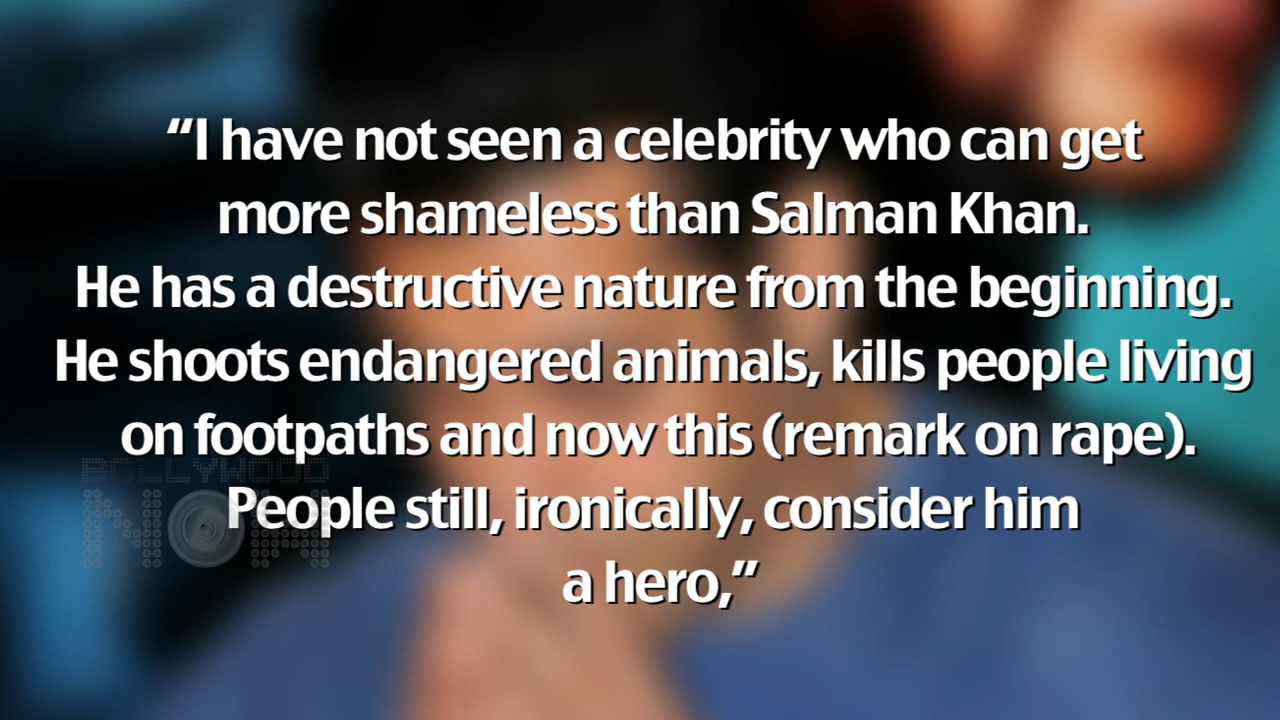 “I have not seen a celebrity who can get
more shameless than Salman Khan.
He has a destructive nature from the beginning.
He shoots endangered animals, kills people living
on footpaths and now this (remark on rape).
People still, ironically, consider him
a hero,”
BOLLYWOOD
NOW